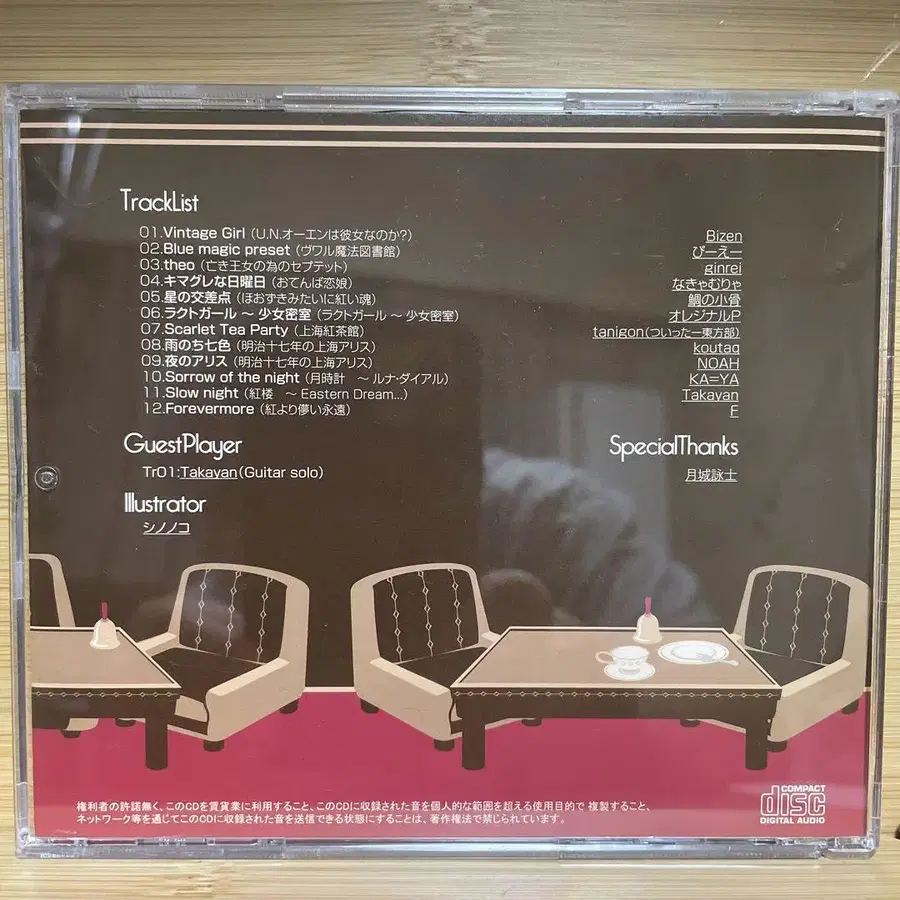 TrackList
01.Vintage Girl (U.N.オーエンは彼女なのか?) Bizen
02.Blue magic preset (ヴワル魔法図書館) びーえー
03.theo (亡き王女の為のセプテット) ginrei
04.キマグレな日曜日 (おてんば恋娘) なきゃむりゃ
05.星の交差点 (ほおずきみたいに紅い魂)鯛の小骨
06.ラクトガール ～ 少女密室 (ラクトガール ～ 少女密室) オレジナルP
07.Scarlet Tea Party (上海紅茶館) tanigon(ついったー東方部)
08.雨のち七色 (明治十七年の上海アリス) koutaq
09.夜のアリス (明治十七年の上海アリス) NOAH
10.Sorrow of the night (月時計 ～ ルナ・ダイアル) KA=YA
11.Slow night (紅楼 ～ Eastern Dream...) Takayan
12.Forevermore (紅より儚い永遠) F
GuestPlayer
Tr01:Takayan(Guitar solo)
SpecialThanks
月城詠士
Illustrator
シノノコ
権利者の許諾無く、このCDを賃貸業に利用すること、このCDに収録された音を個人的な範囲を超える使用目的で 複製すること、
ネットワーク等を通じてこのCDに収録された音を送信できる状態にすることは、著作権法で禁じられています。
COMPACT
disc
DIGITAL AUDIO